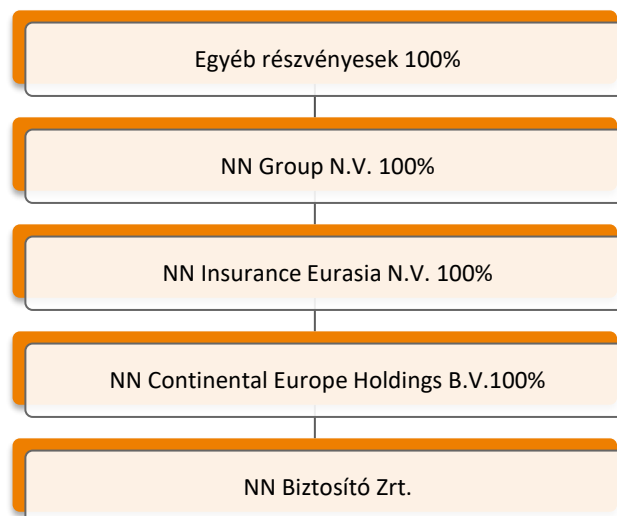 Egyéb részvényesek 100%
NN Group N.V. 100%
NN Insurance Eurasia N.V. 100%
NN Continental Europe Holdings B.V.100%
NN Biztosító Zrt.